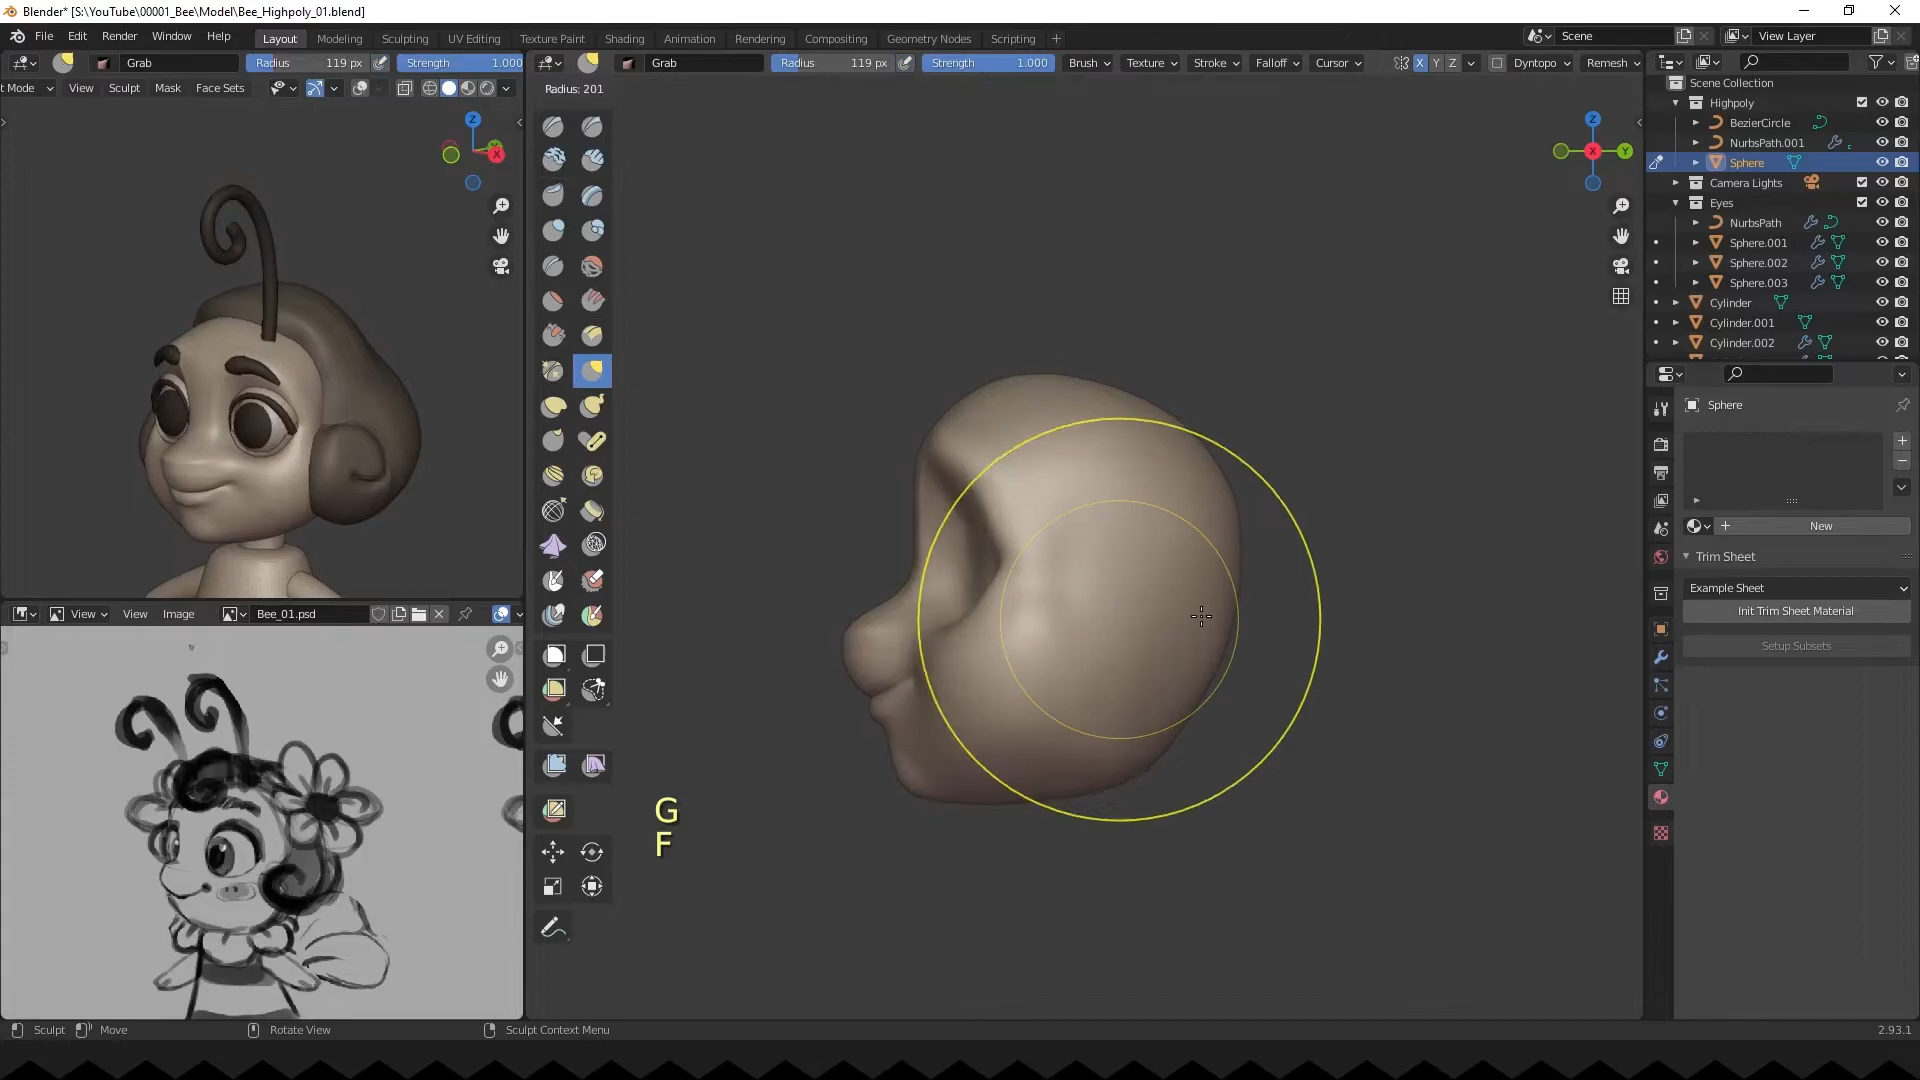 Blender* [S:\YouTube\00001_Bee\Model\Bee_Highpoly_01.blend]
File Edit Render Window Help Layout Modeling Sculpting UV Editing Texture Paint Shading Animation Rendering Compositing Geometry Nodes Scripting + Scene View Layer
Grab Radius 119 px Strength 1.000 Grab Radius 119 px Strength 1.000 Brush Texture Stroke Falloff Cursor X Y Z Dyntopo Remesh
t Mode View Sculpt Mask Face Sets Radius: 201 Scene Collection
Highpoly
BezierCircle
NurbsPath.001
Sphere
Camera Lights
Eyes
NurbsPath
Sphere.001
Sphere.002
Sphere.003
Cylinder
Cylinder.001
Cylinder.002
Z
X
Z
X
Y
Sphere
New
Trim Sheet
Example Sheet
Init Trim Sheet Material
Setup Subsets
View View Image Bee_01.psd
G
F
Sculpt Move Rotate View Sculpt Context Menu 2.93.1